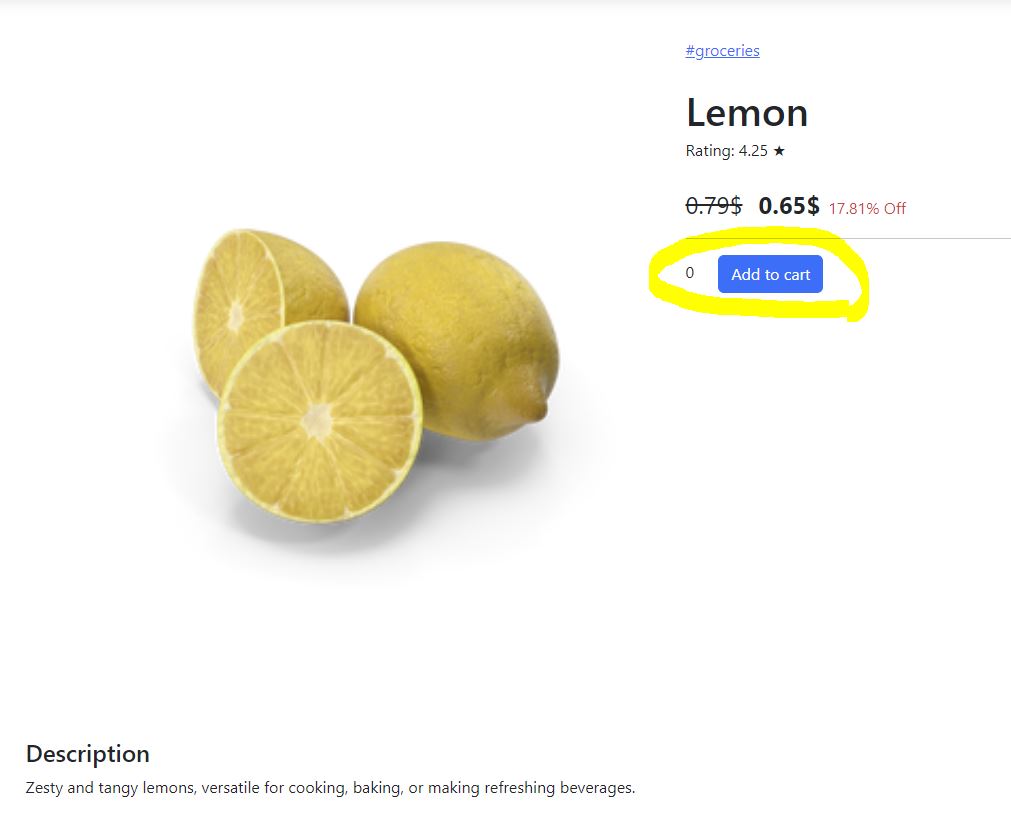 #groceries
Lemon
Rating: 4.25 ★
0.79$ 0.65$ 17.81% Off
0 Add to cart
Description
Zesty and tangy lemons, versatile for cooking, baking, or making refreshing beverages.